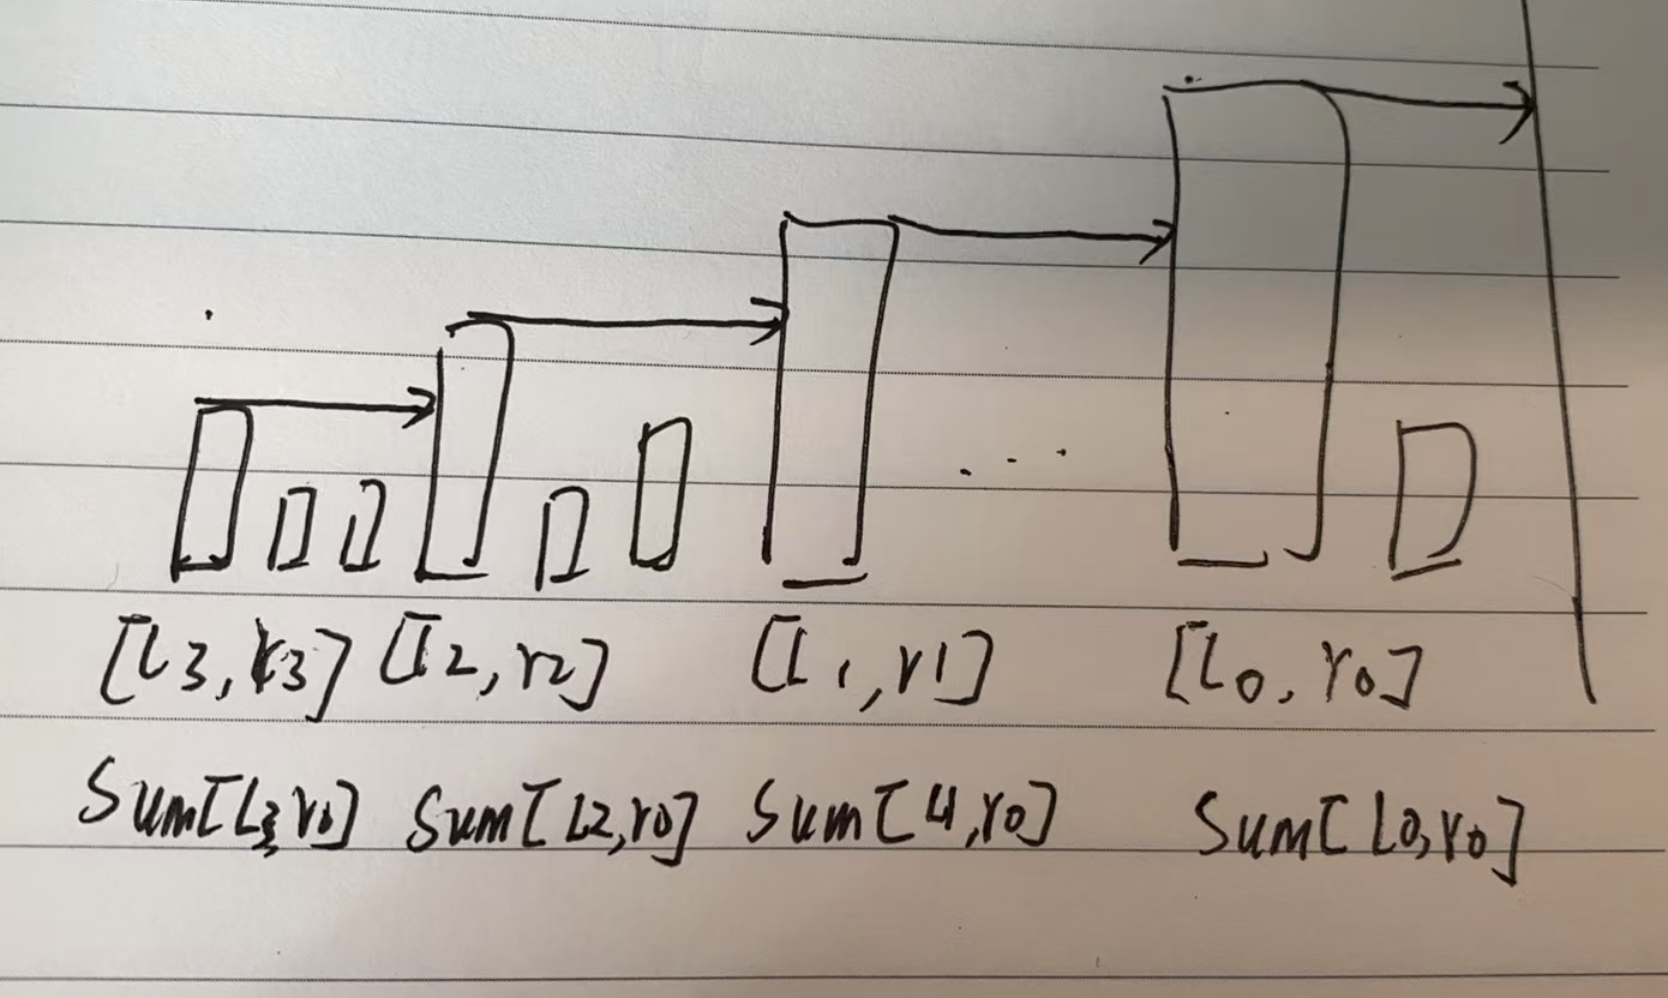 [L3, r3] [L2, r2] [L1, r1] [L0, r0]
Sum[L3, r0] Sum[L2, r0] Sum[L1, r0] Sum[L0, r0]